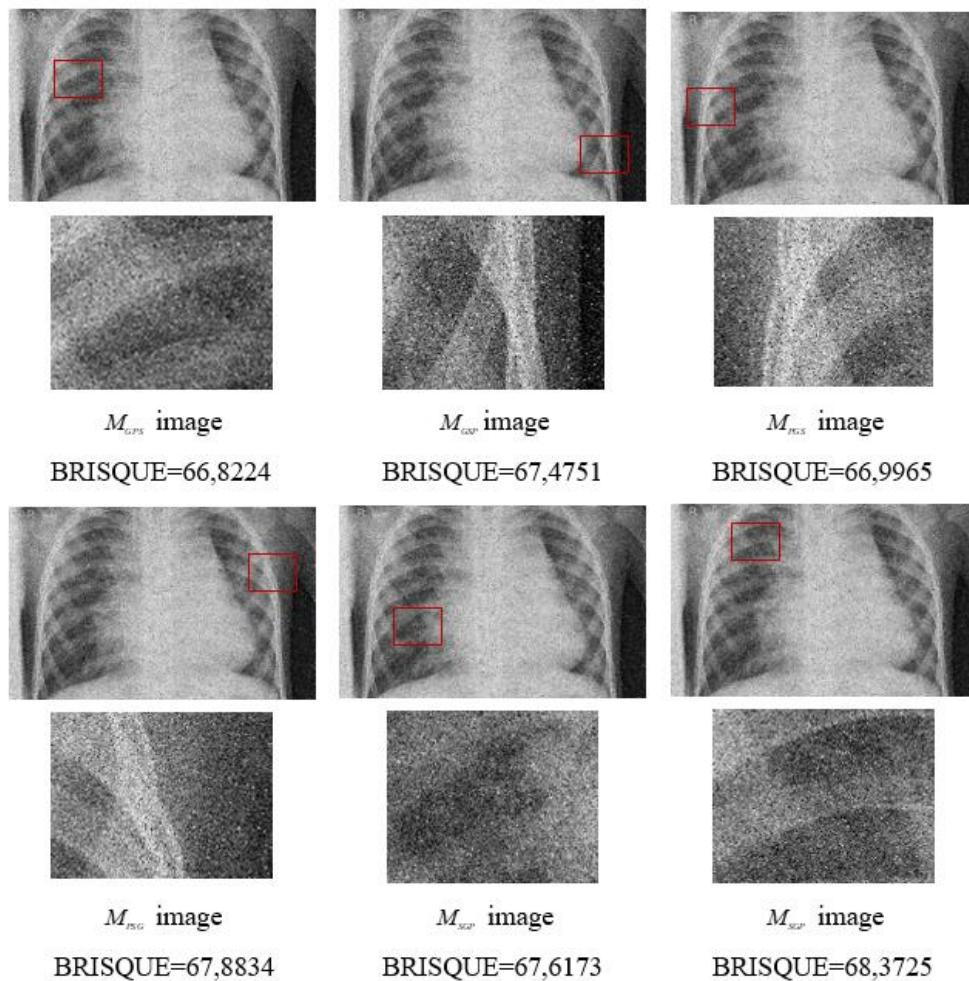 R
R
R
M_GPS image
M_GSP image
M_PGS image
BRISQUE=66,8224
BRISQUE=67,4751
BRISQUE=66,9965
R
R
R
M_PSG image
M_SGP image
M_SGP image
BRISQUE=67,8834
BRISQUE=67,6173
BRISQUE=68,3725